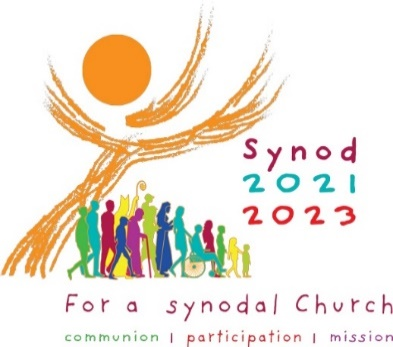 Synod
2021
2023
For a synodal Church
communion | participation | mission